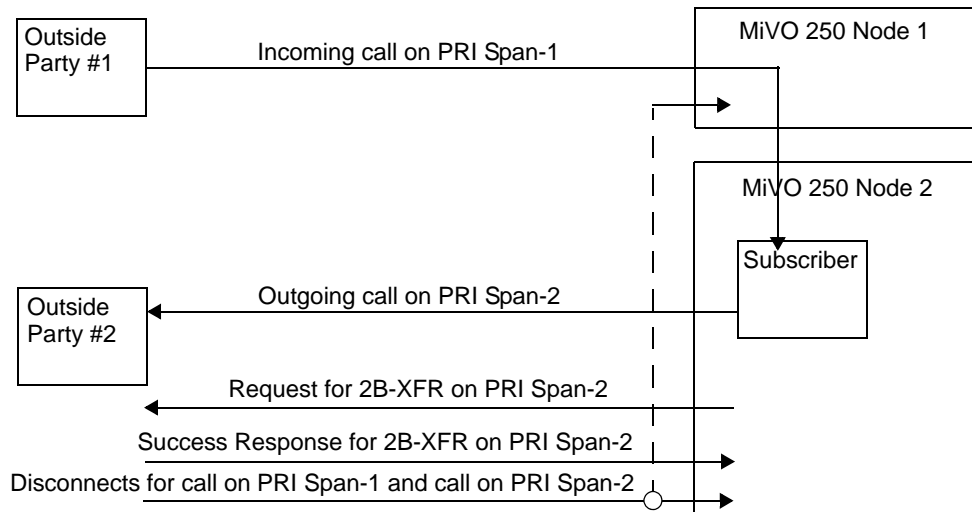 Outside
Party #1
Incoming call on PRI Span-1
MiVO 250 Node 1
MiVO 250 Node 2
Subscriber
Outgoing call on PRI Span-2
Outside
Party #2
Request for 2B-XFR on PRI Span-2
Success Response for 2B-XFR on PRI Span-2
Disconnects for call on PRI Span-1 and call on PRI Span-2